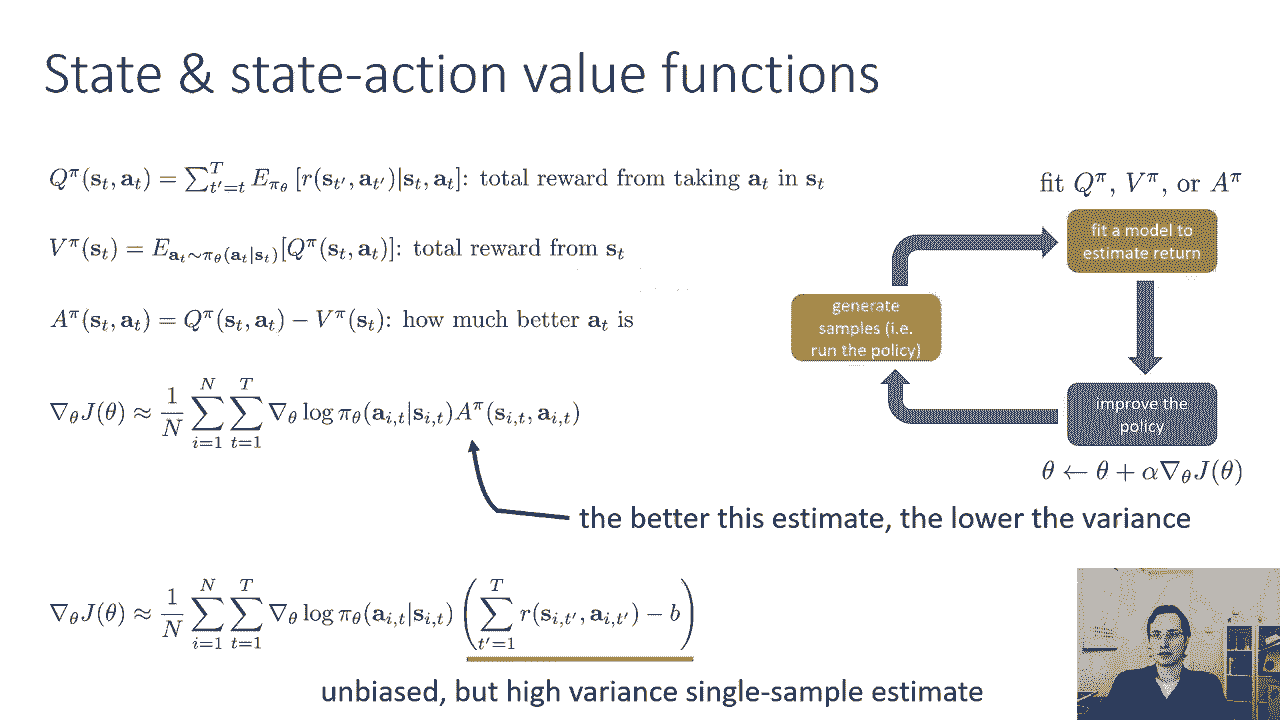 State & state-action value functions
$Q^\pi(\mathbf{s}_t, \mathbf{a}_t) = \sum_{t'=t}^{T} E_{\pi_\theta} [r(\mathbf{s}_{t'}, \mathbf{a}_{t'})|\mathbf{s}_t, \mathbf{a}_t]$: total reward from taking $\mathbf{a}_t$ in $\mathbf{s}_t$
$V^\pi(\mathbf{s}_t) = E_{\mathbf{a}_t \sim \pi_\theta(\mathbf{a}_t|\mathbf{s}_t)}[Q^\pi(\mathbf{s}_t, \mathbf{a}_t)]$: total reward from $\mathbf{s}_t$
$A^\pi(\mathbf{s}_t, \mathbf{a}_t) = Q^\pi(\mathbf{s}_t, \mathbf{a}_t) - V^\pi(\mathbf{s}_t)$: how much better $\mathbf{a}_t$ is
$\nabla_\theta J(\theta) \approx \frac{1}{N} \sum_{i=1}^{N} \sum_{t=1}^{T} \nabla_\theta \log \pi_\theta(\mathbf{a}_{i,t}|\mathbf{s}_{i,t}) A^\pi(\mathbf{s}_{i,t}, \mathbf{a}_{i,t})$
the better this estimate, the lower the variance
$\nabla_\theta J(\theta) \approx \frac{1}{N} \sum_{i=1}^{N} \sum_{t=1}^{T} \nabla_\theta \log \pi_\theta(\mathbf{a}_{i,t}|\mathbf{s}_{i,t}) \left( \sum_{t'=1}^{T} r(\mathbf{s}_{i,t'}, \mathbf{a}_{i,t'}) - b \right)$
unbiased, but high variance single-sample estimate
fit $Q^\pi$, $V^\pi$, or $A^\pi$
fit a model to
estimate return
generate
samples (i.e.
run the policy)
improve the
policy
$\theta \leftarrow \theta + \alpha \nabla_\theta J(\theta)$